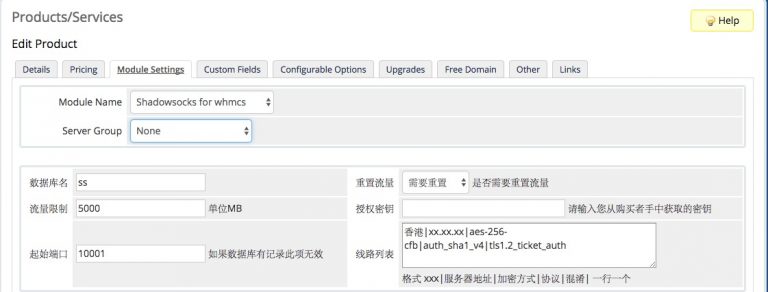 Products/Services
Help
Edit Product
Details Pricing Module Settings Custom Fields Configurable Options Upgrades Free Domain Other Links
Module Name Shadowsocks for whmcs
Server Group None
数据库名 ss 重置流量 需要重置 是否需要重置流量
流量限制 5000 单位MB 授权密钥 请输入您从购买者手中获取的密钥
起始端口 10001 如果数据库有记录此项无效 线路列表 香港|xx.xx.xx|aes-256-
cfb|auth_sha1_v4|tls1.2_ticket_auth
格式 xxx|服务器地址|加密方式|协议|混淆| 一行一个